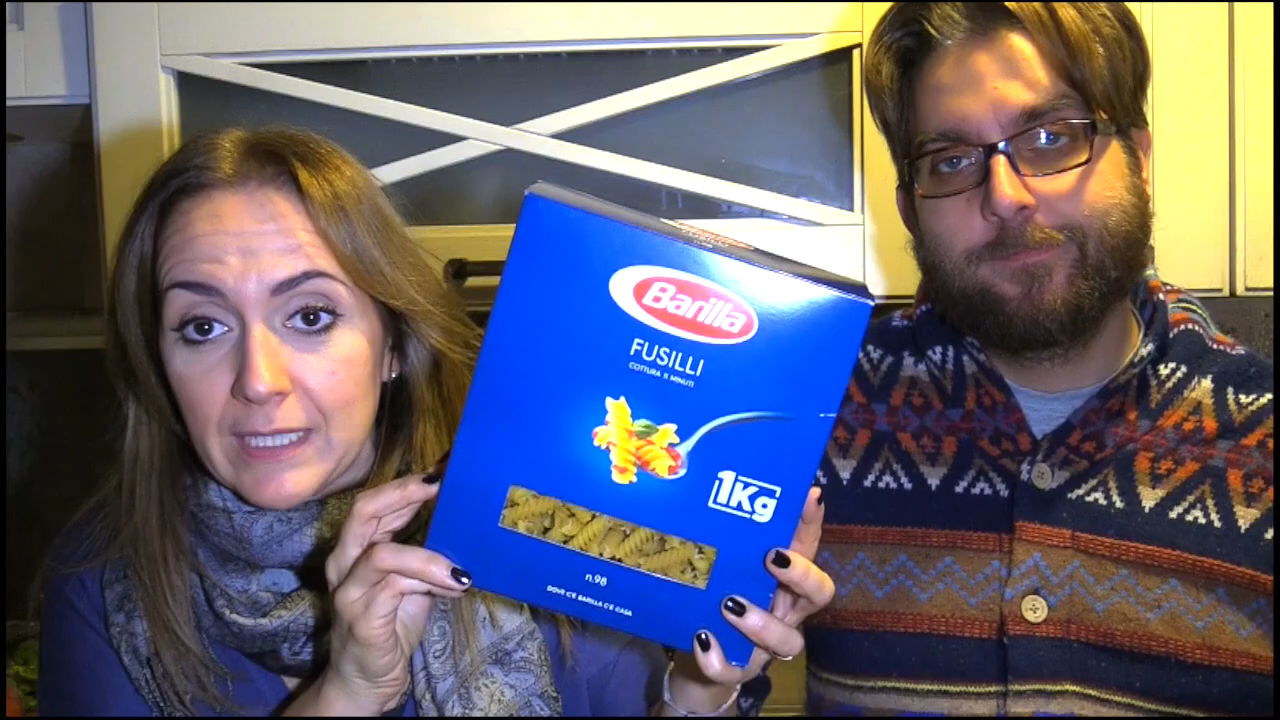 Barilla
FUSILLI
COTTURA 11 MINUTI
1Kg
n.98
DOVE C'È BARILLA C'È CASA